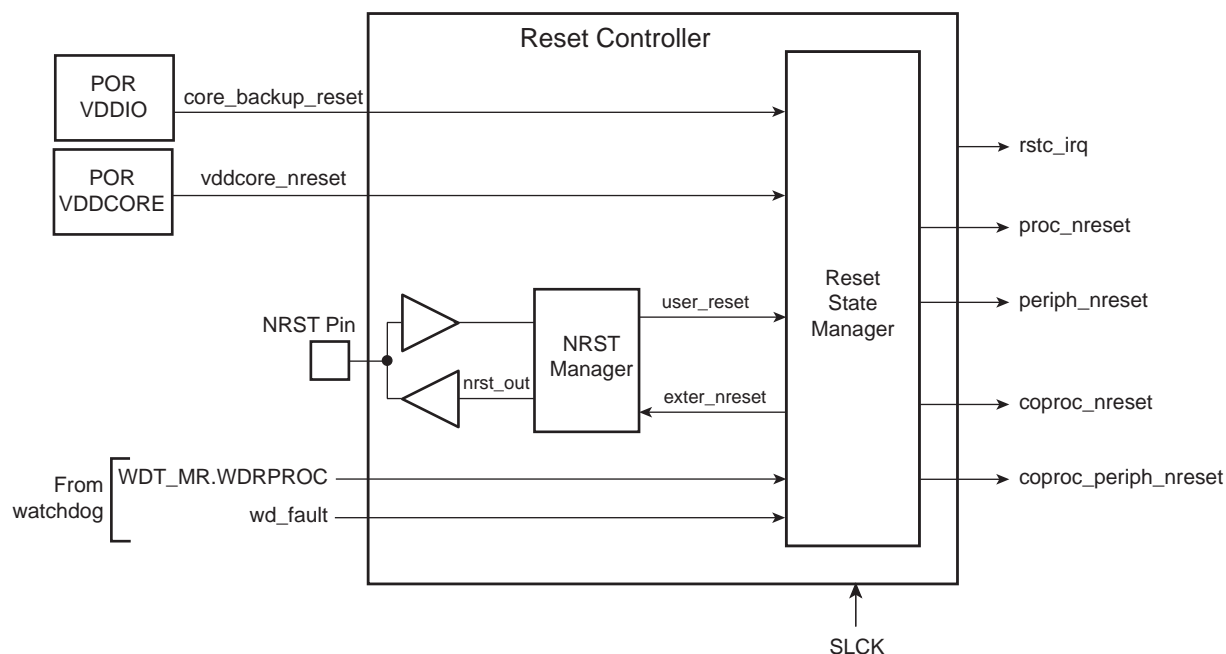 Reset Controller
POR
VDDIO
core_backup_reset
rstc_irq
POR
VDDCORE
vddcore_nreset
proc_nreset
Reset
State
Manager
periph_nreset
user_reset
NRST Pin
NRST
Manager
nrst_out
exter_nreset
coproc_nreset
From
watchdog
WDT_MR.WDRPROC
coproc_periph_nreset
wd_fault
SLCK